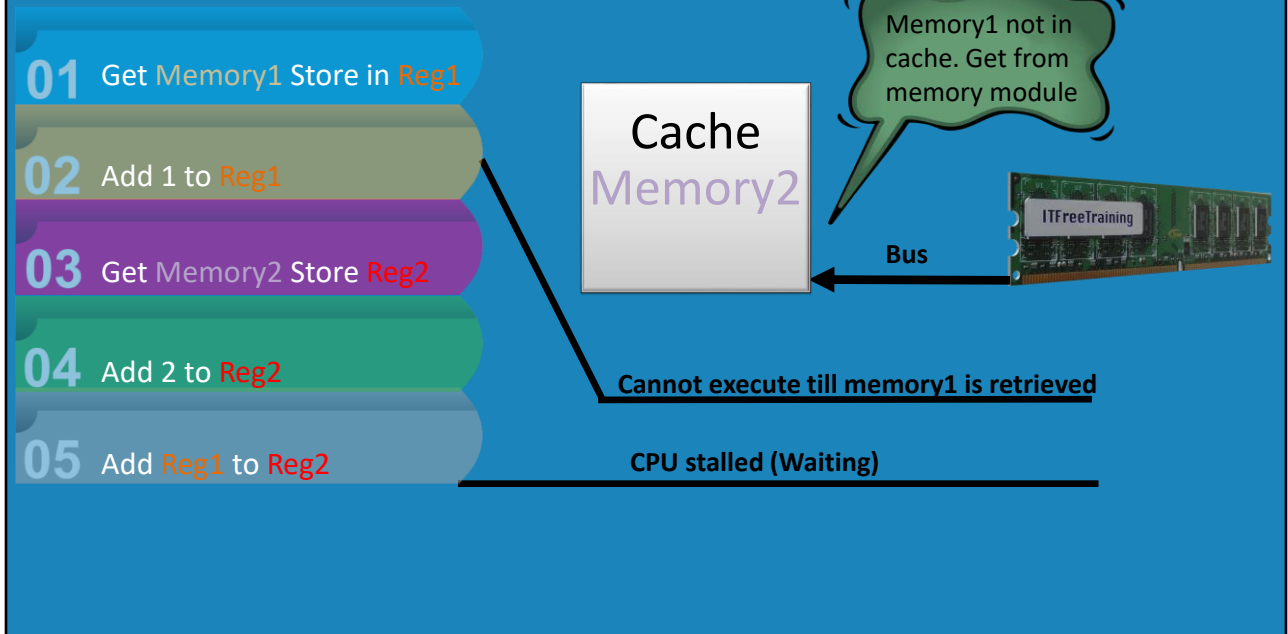 01 Get Memory1 Store in Reg1
02 Add 1 to Reg1
03 Get Memory2 Store Reg2
04 Add 2 to Reg2
05 Add Reg1 to Reg2
Cache
Memory2
Memory1 not in
cache. Get from
memory module
ITFreeTraining
Bus
Cannot execute till memory1 is retrieved
CPU stalled (Waiting)